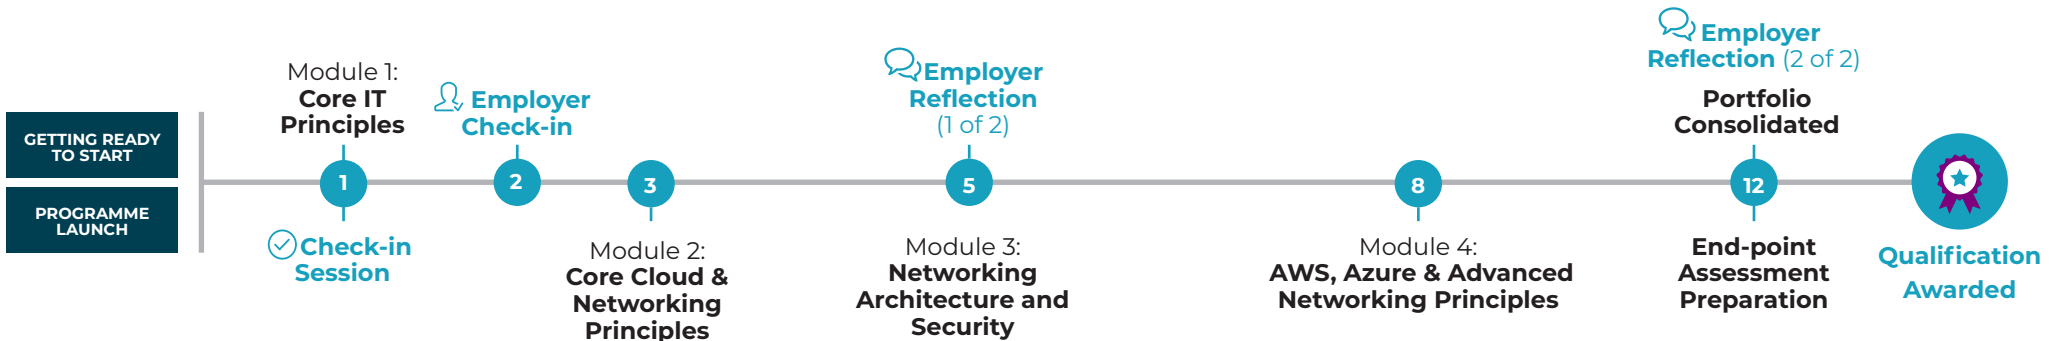 GETTING READY
TO START
PROGRAMME
LAUNCH
Module 1:
Core IT
Principles
1
Check-in
Session
Employer
Check-in
2
3
Module 2:
Core Cloud &
Networking
Principles
Employer
Reflection
(1 of 2)
5
Module 3:
Networking
Architecture and
Security
8
Module 4:
AWS, Azure & Advanced
Networking Principles
Employer
Reflection (2 of 2)
Portfolio
Consolidated
12
End-point
Assessment
Preparation
Qualification
Awarded